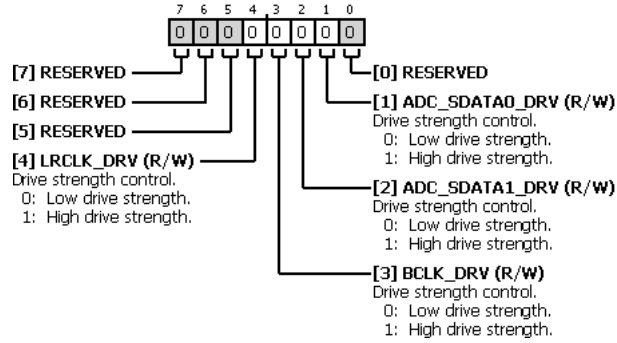 7 6 5 4 3 2 1 0
0 0 0 0 0 0 0 0
[7] RESERVED
[6] RESERVED
[5] RESERVED
[4] LRCLK_DRV (R/W)
Drive strength control.
0: Low drive strength.
1: High drive strength.
[0] RESERVED
[1] ADC_SDATA0_DRV (R/W)
Drive strength control.
0: Low drive strength.
1: High drive strength.
[2] ADC_SDATA1_DRV (R/W)
Drive strength control.
0: Low drive strength.
1: High drive strength.
[3] BCLK_DRV (R/W)
Drive strength control.
0: Low drive strength.
1: High drive strength.